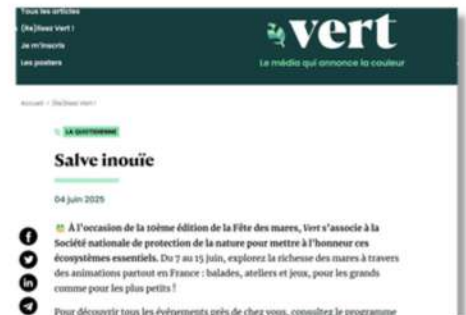 Tous les articles
(Re)lisez Vert !
Je m'inscris
Les posters
vert
Le média qui annonce la couleur
Accueil / (Re)lisez Vert !
LA QUOTIDIENNE
Salve inouïe
04 juin 2025
À l'occasion de la 10ème édition de la Fête des mares, Vert s'associe à la
Société nationale de protection de la nature pour mettre à l'honneur ces
écosystèmes essentiels. Du 7 au 15 juin, explorez la richesse des mares à travers
des animations partout en France : balades, ateliers et jeux, pour les grands
comme pour les plus petits !
Pour découvrir tous les événements près de chez vous, consultez le programme